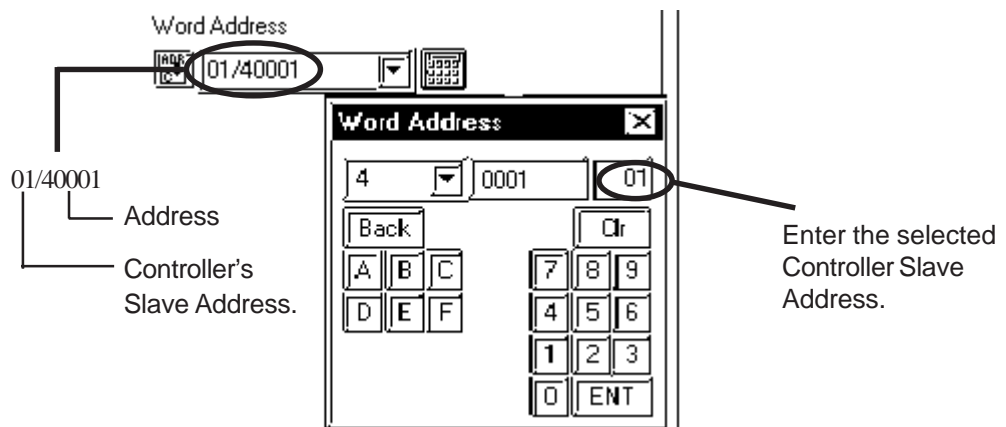 Word Address
ADR
C
01/40001
Word Address
4 0001 01
01/40001
Address
Controller's
Slave Address.
Back Clr
A B C 7 8 9
D E F 4 5 6
1 2 3
0 ENT
Enter the selected
Controller Slave
Address.